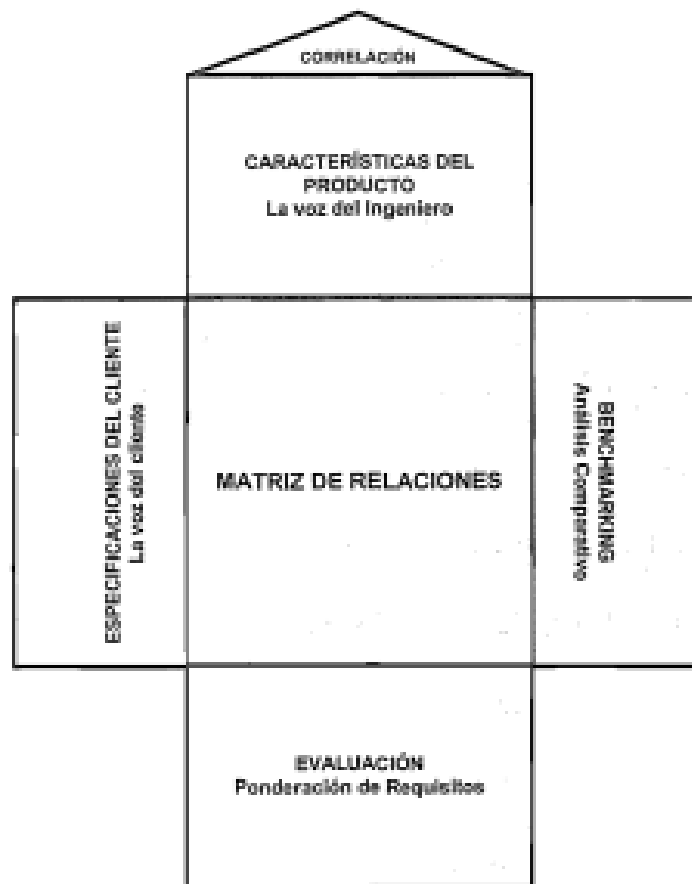 CORRELACIÓN
CARACTERÍSTICAS DEL
PRODUCTO
La voz del Ingeniero
ESPECIFICACIONES DEL CLIENTE
La voz del cliente
MATRIZ DE RELACIONES
BENCHMARKING
Análisis Comparativo
EVALUACIÓN
Ponderación de Requisitos